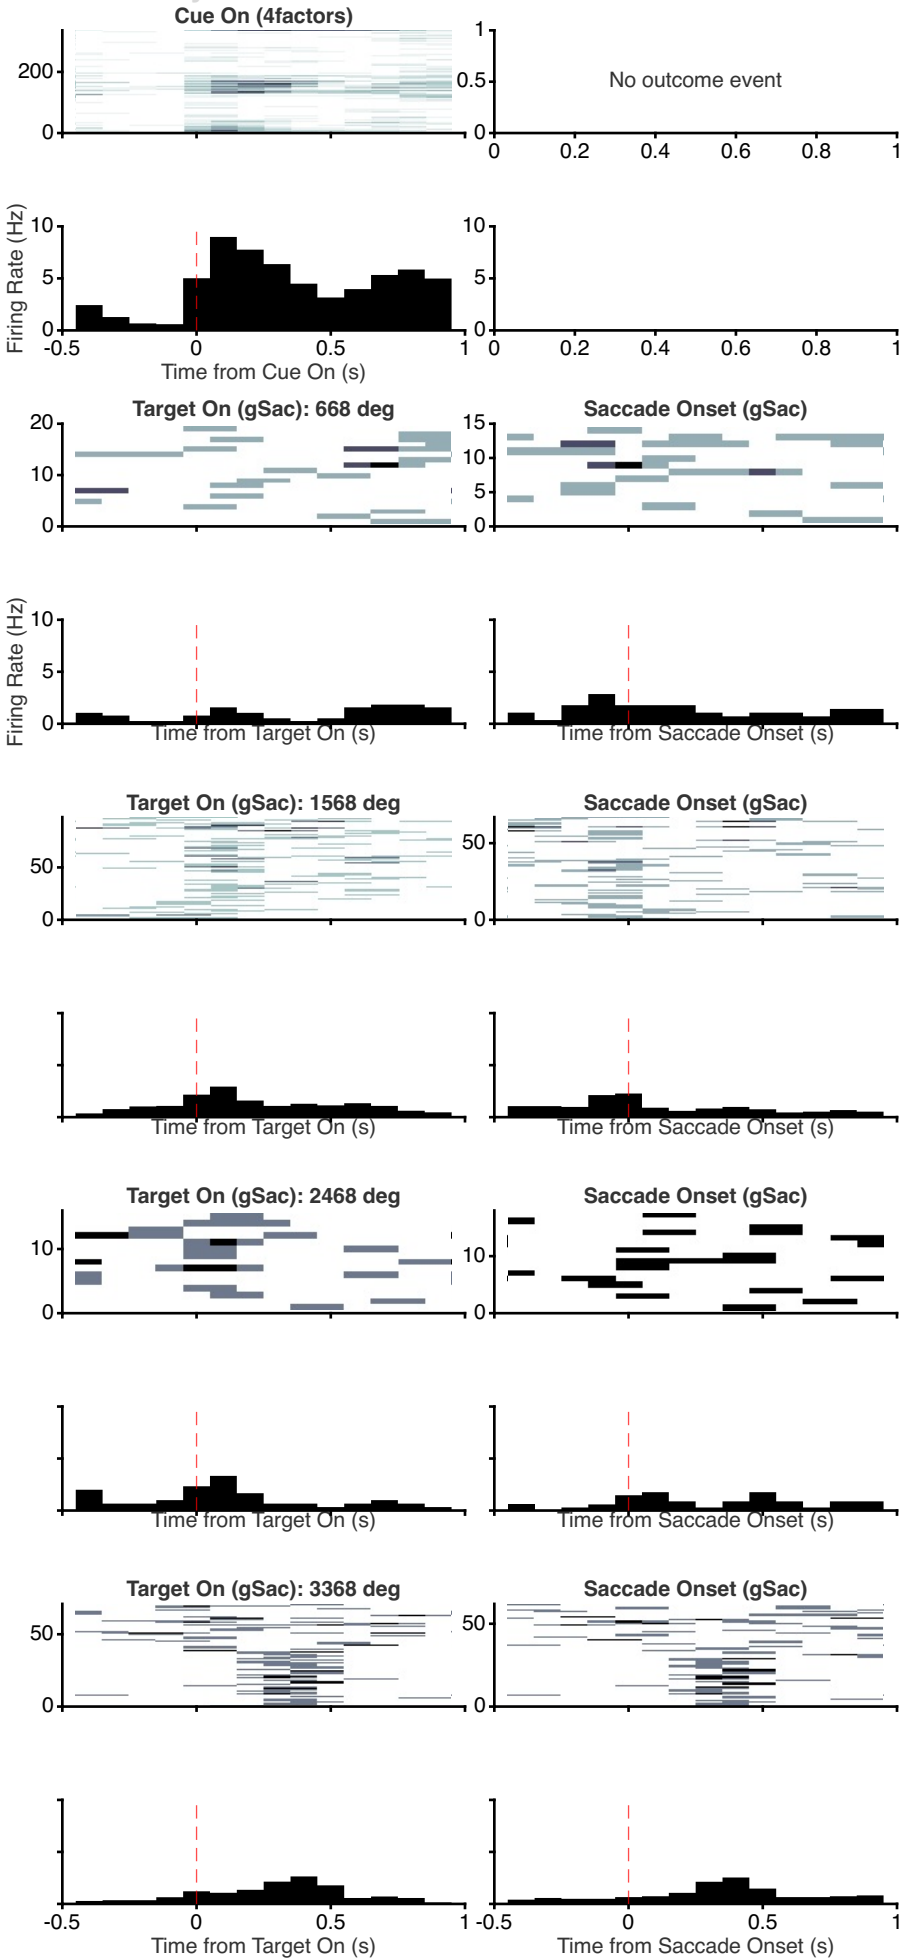 Cue On (4factors)
200
0
1
0.5
0
No outcome event
0 0.2 0.4 0.6 0.8 1
Firing Rate (Hz)
10
5
0
-0.5 0 0.5 1
Time from Cue On (s)
10
5
0
0 0.2 0.4 0.6 0.8 1
Target On (gSac): 668 deg
20
10
0
Saccade Onset (gSac)
15
10
5
0
Firing Rate (Hz)
10
5
0
Time from Target On (s)
Time from Saccade Onset (s)
Target On (gSac): 1568 deg
50
0
Saccade Onset (gSac)
50
0
Time from Target On (s)
Time from Saccade Onset (s)
Target On (gSac): 2468 deg
10
0
Saccade Onset (gSac)
10
0
Time from Target On (s)
Time from Saccade Onset (s)
Target On (gSac): 3368 deg
50
0
Saccade Onset (gSac)
50
0
-0.5 0 0.5 1
Time from Target On (s)
-0.5 0 0.5 1
Time from Saccade Onset (s)